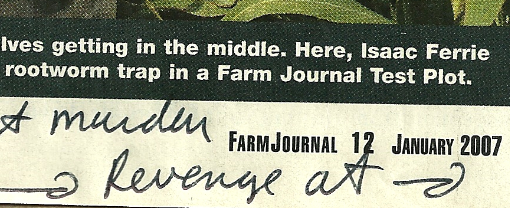 lves getting in the middle. Here, Isaac Ferrie
rootworm trap in a Farm Journal Test Plot.
FARMJOURNAL 12 JANUARY 2007
Revenge at